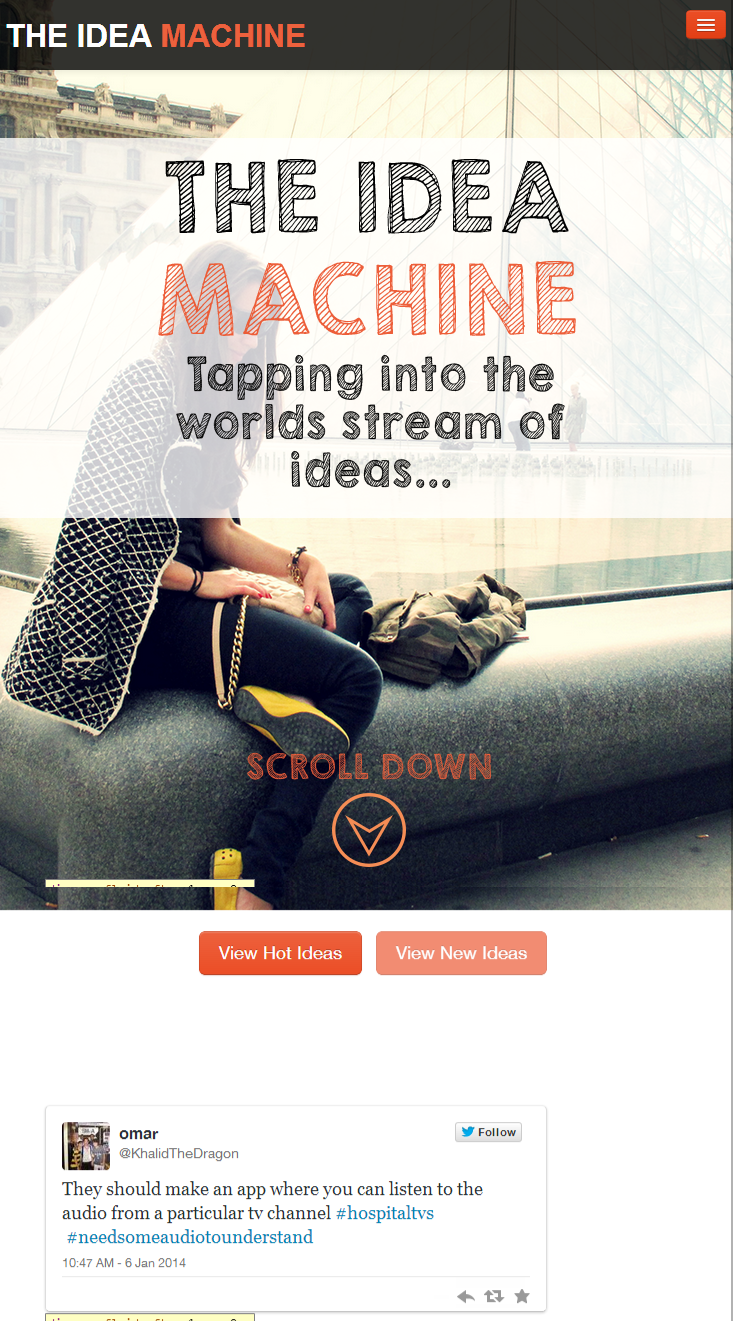 THE IDEA MACHINE
THE IDEA
MACHINE
Tapping into the
worlds stream of
ideas...
SCROLL DOWN
View Hot Ideas
View New Ideas
omar
Follow
@KhalidTheDragon
They should make an app where you can listen to the
audio from a particular tv channel #hospitaltvs
#needsomeaudiotounderstand
10:47 AM - 6 Jan 2014